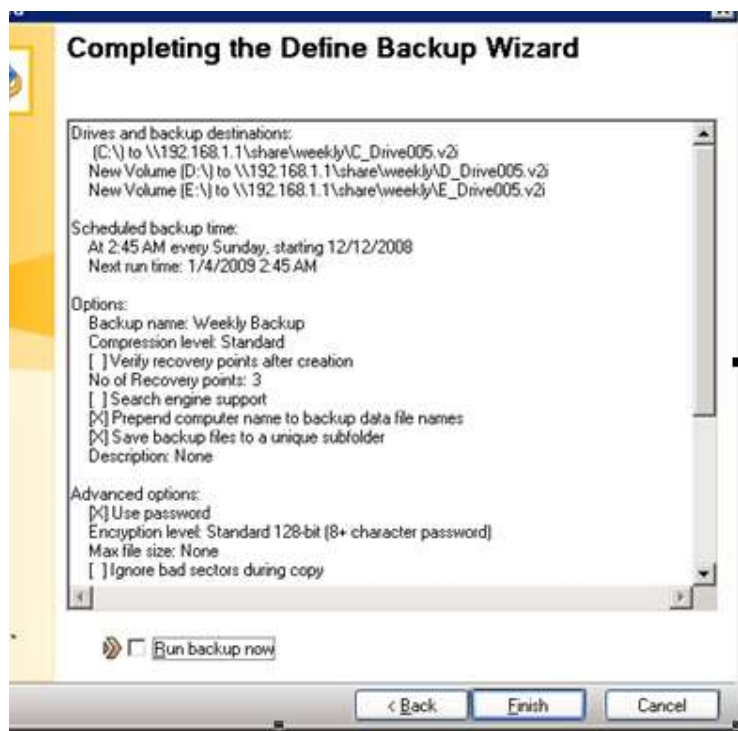 Completing the Define Backup Wizard
Drives and backup destinations:
(C:\) to \\192.168.1.1\share\weekly\C_Drive005.v2i
New Volume (D:\) to \\192.168.1.1\share\weekly\D_Drive005.v2i
New Volume (E:\) to \\192.168.1.1\share\weekly\E_Drive005.v2i
Scheduled backup time:
At 2:45 AM every Sunday, starting 12/12/2008
Next run time: 1/4/2009 2:45 AM
Options:
Backup name: Weekly Backup
Compression level: Standard
[ ] Verify recovery points after creation
No of Recovery points: 3
[ ] Search engine support
[X] Prepend computer name to backup data file names
[X] Save backup files to a unique subfolder
Description: None
Advanced options:
[X] Use password
Encryption level: Standard 128-bit (8+ character password)
Max file size: None
[ ] Ignore bad sectors during copy
Run backup now
< Back Finish Cancel